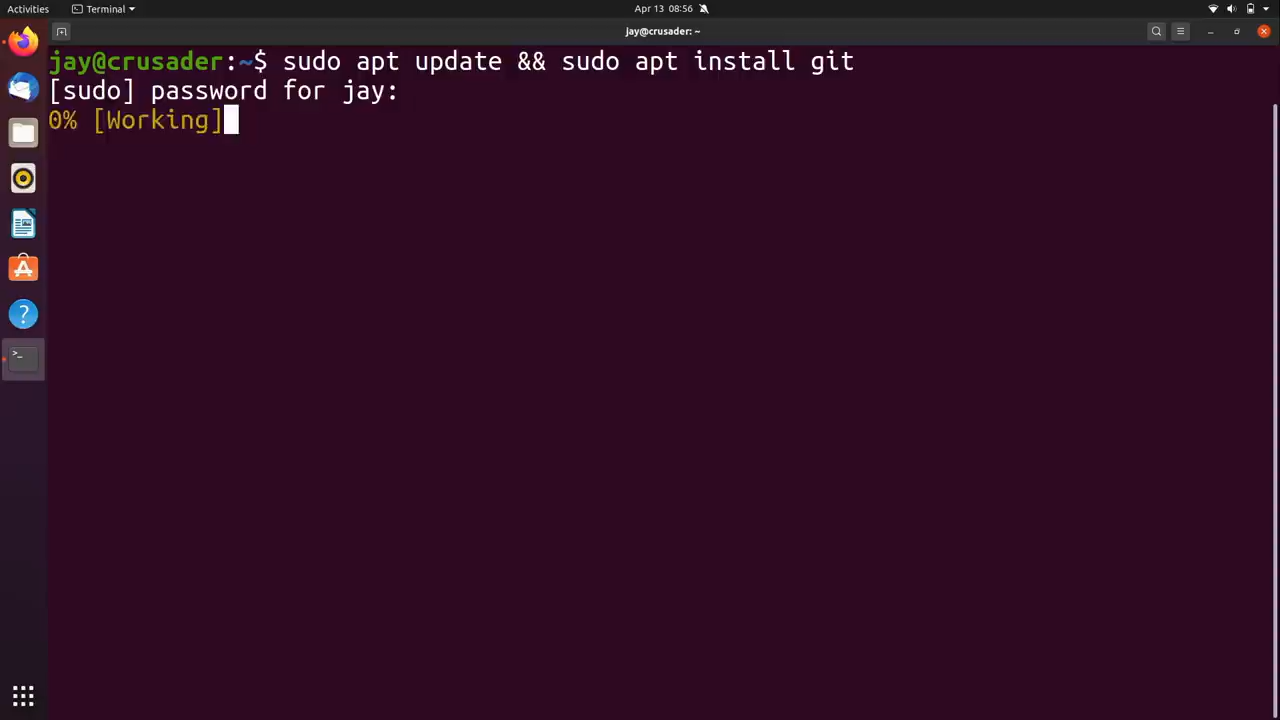 Activities
Terminal
Apr 13 08:56
jay@crusader: ~
jay@crusader:~$ sudo apt update && sudo apt install git
[sudo] password for jay:
0% [Working]